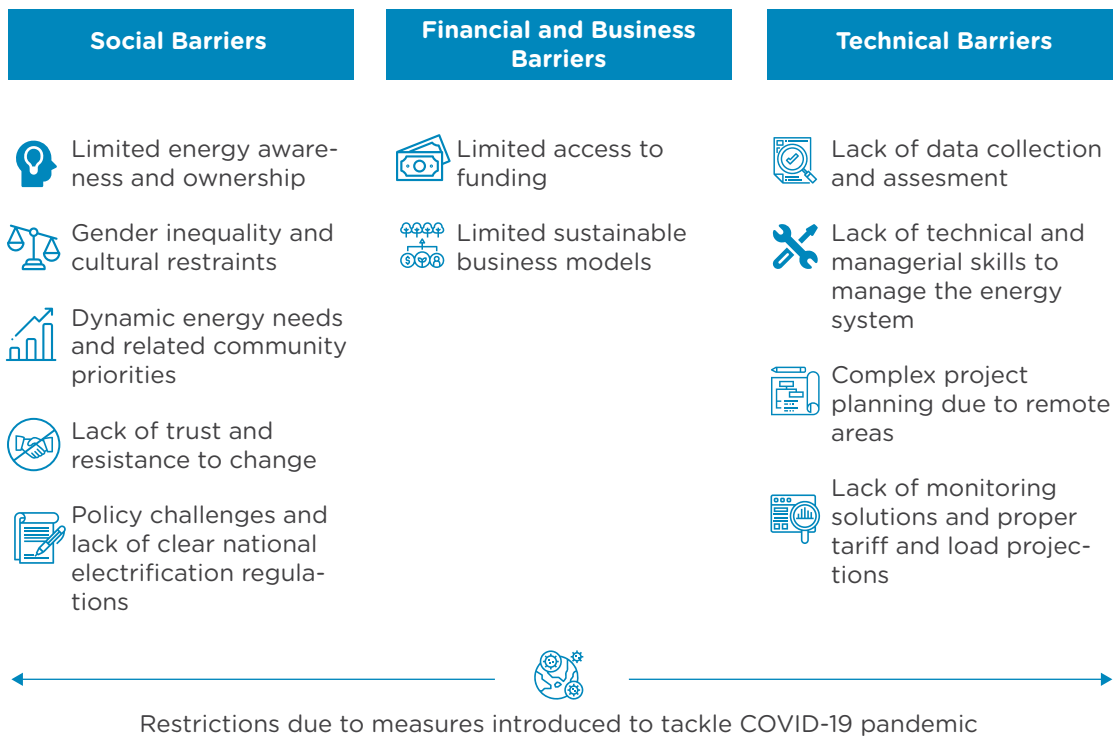 Social Barriers
Limited energy aware-
ness and ownership
Gender inequality and
cultural restraints
Dynamic energy needs
and related community
priorities
Lack of trust and
resistance to change
Policy challenges and
lack of clear national
electrification regula-
tions
Financial and Business
Barriers
Limited access to
funding
Limited sustainable
business models
Technical Barriers
Lack of data collection
and assesment
Lack of technical and
managerial skills to
manage the energy
system
Complex project
planning due to remote
areas
Lack of monitoring
solutions and proper
tariff and load projec-
tions
Restrictions due to measures introduced to tackle COVID-19 pandemic